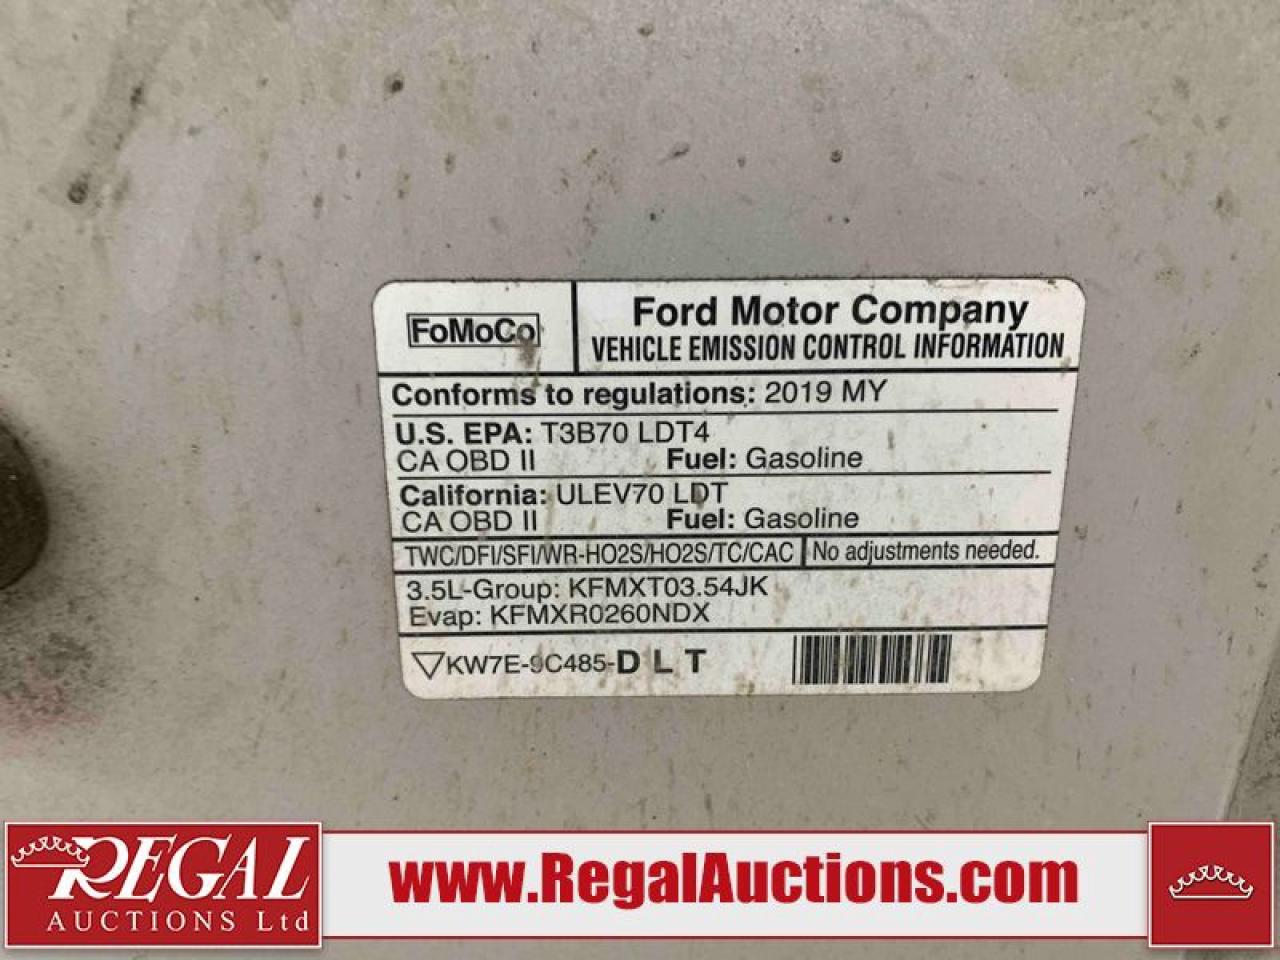 FoMoCo
Ford Motor Company
VEHICLE EMISSION CONTROL INFORMATION
Conforms to regulations: 2019 MY
U.S. EPA: T3B70 LDT4
CA OBD II Fuel: Gasoline
California: ULEV70 LDT
CA OBD II Fuel: Gasoline
TWC/DFI/SFI/WR-HO2S/HO2S/TC/CAC No adjustments needed.
3.5L-Group: KFMXT03.54JK
Evap: KFMXR0260NDX
KW7E-9C485-DLT
REGAL
AUCTIONS Ltd
www.RegalAuctions.com